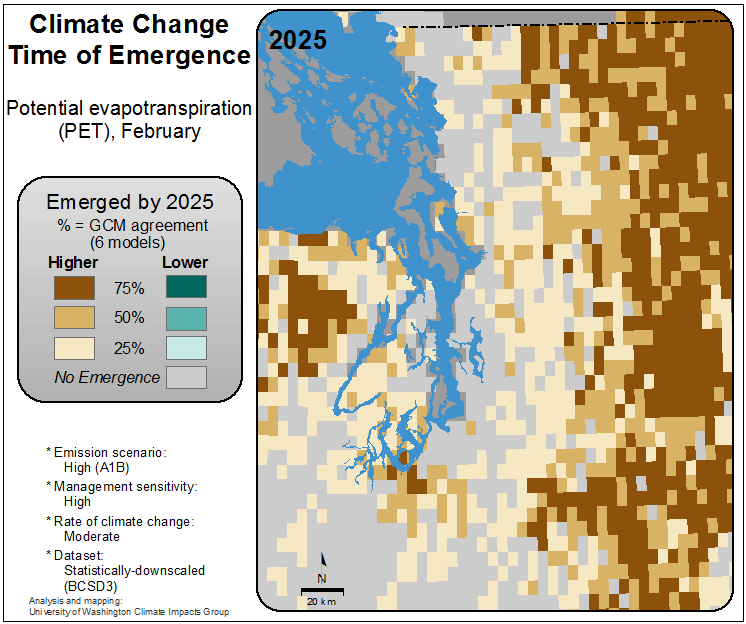 Climate Change
Time of Emergence
Potential evapotranspiration
(PET), February
Emerged by 2025
% = GCM agreement
(6 models)
Higher Lower
75%
50%
25%
No Emergence
* Emission scenario:
High (A1B)
* Management sensitivity:
High
* Rate of climate change:
Moderate
* Dataset:
Statistically-downscaled
(BCSD3)
Analysis and mapping:
University of Washington Climate Impacts Group
2025
N
20 km